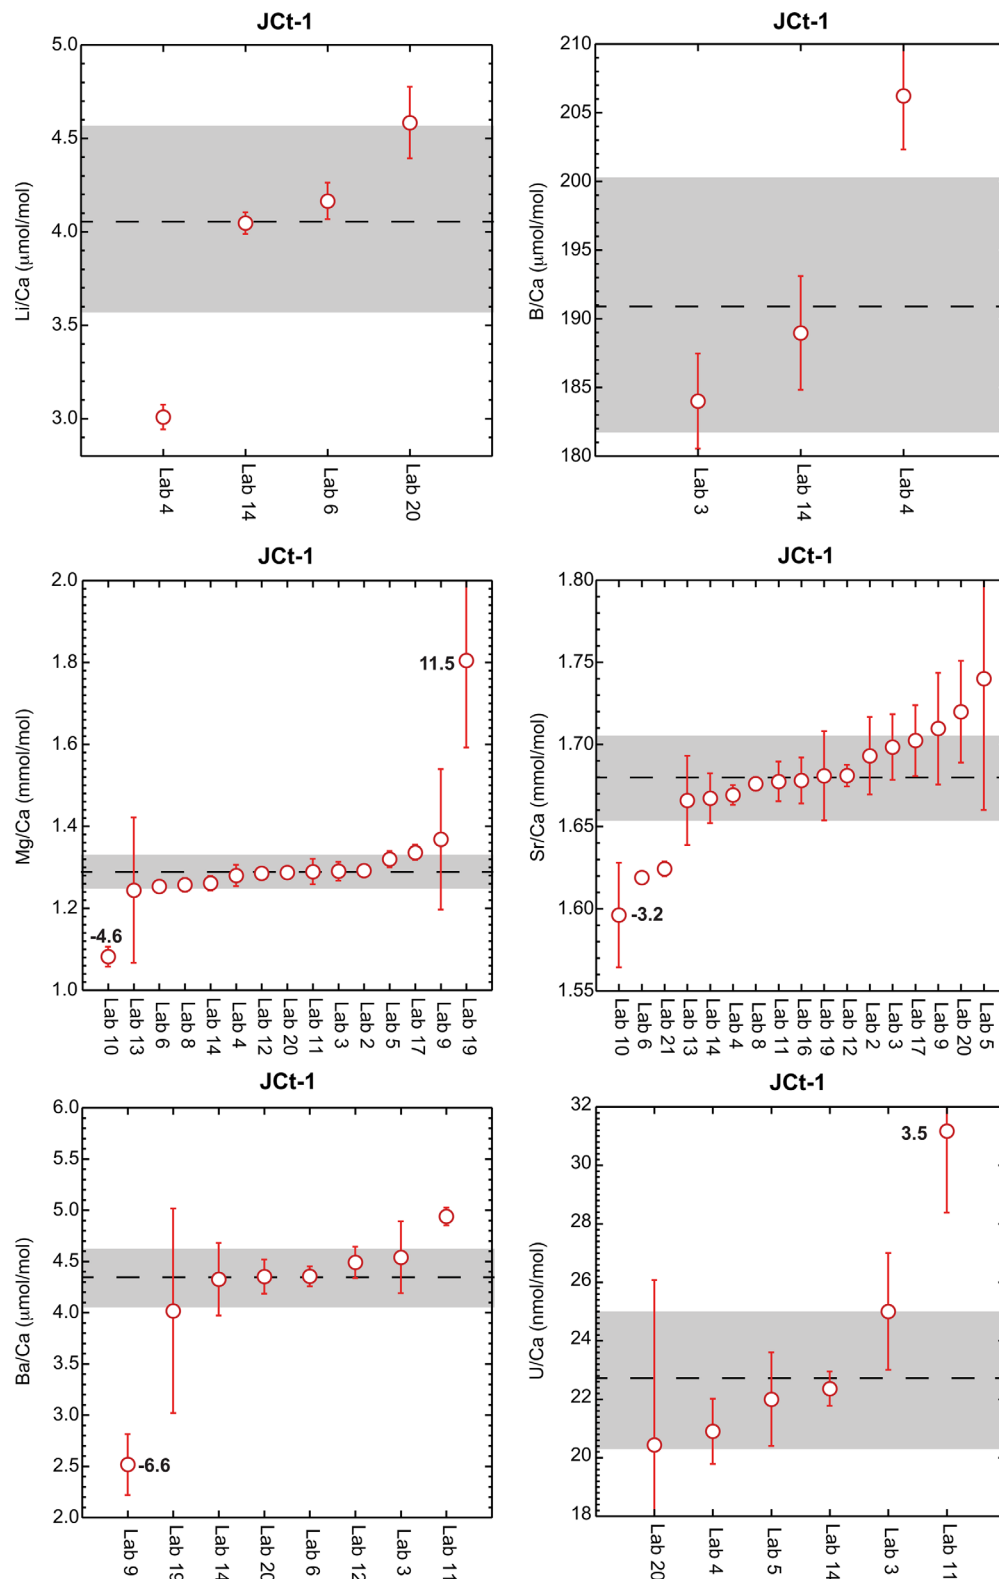 JCt-1
5.0
4.5
4.0
3.5
3.0
Li/Ca (μmol/mol)
Lab 4
Lab 14
Lab 6
Lab 20
JCt-1
210
205
200
195
190
185
180
B/Ca (μmol/mol)
Lab 3
Lab 14
Lab 4
JCt-1
2.0
1.8
1.6
1.4
1.2
1.0
Mg/Ca (mmol/mol)
-4.6
11.5
Lab 10
Lab 13
Lab 6
Lab 8
Lab 14
Lab 4
Lab 12
Lab 20
Lab 11
Lab 3
Lab 2
Lab 5
Lab 17
Lab 9
Lab 19
JCt-1
1.80
1.75
1.70
1.65
1.60
1.55
Sr/Ca (mmol/mol)
-3.2
Lab 10
Lab 6
Lab 21
Lab 13
Lab 14
Lab 4
Lab 8
Lab 11
Lab 16
Lab 19
Lab 12
Lab 2
Lab 3
Lab 17
Lab 9
Lab 20
Lab 5
JCt-1
6.0
5.5
5.0
4.5
4.0
3.5
3.0
2.5
2.0
Ba/Ca (μmol/mol)
-6.6
Lab 9
Lab 19
Lab 14
Lab 20
Lab 6
Lab 12
Lab 3
Lab 11
JCt-1
32
30
28
26
24
22
20
18
U/Ca (nmol/mol)
3.5
Lab 20
Lab 4
Lab 5
Lab 14
Lab 3
Lab 11